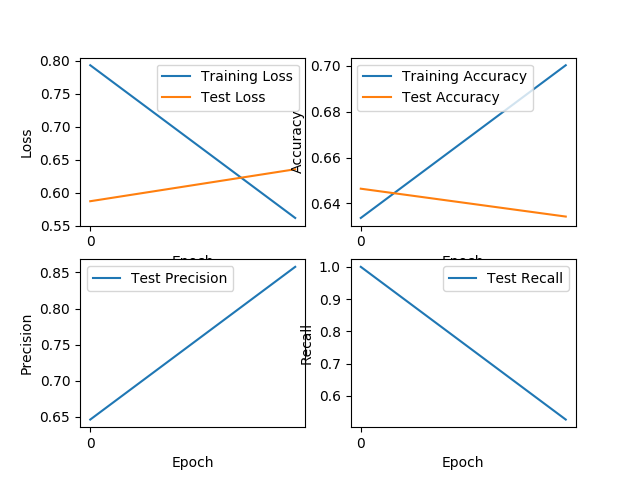 0.80
0.75
0.70
0.65
0.60
0.55
Loss
Training Loss
Test Loss
0
Epoch
0.70
0.68
0.66
0.64
Accuracy
Training Accuracy
Test Accuracy
0
Epoch
0.85
0.80
0.75
0.70
0.65
Precision
Test Precision
0
Epoch
1.0
0.9
0.8
0.7
0.6
Recall
Test Recall
0
Epoch